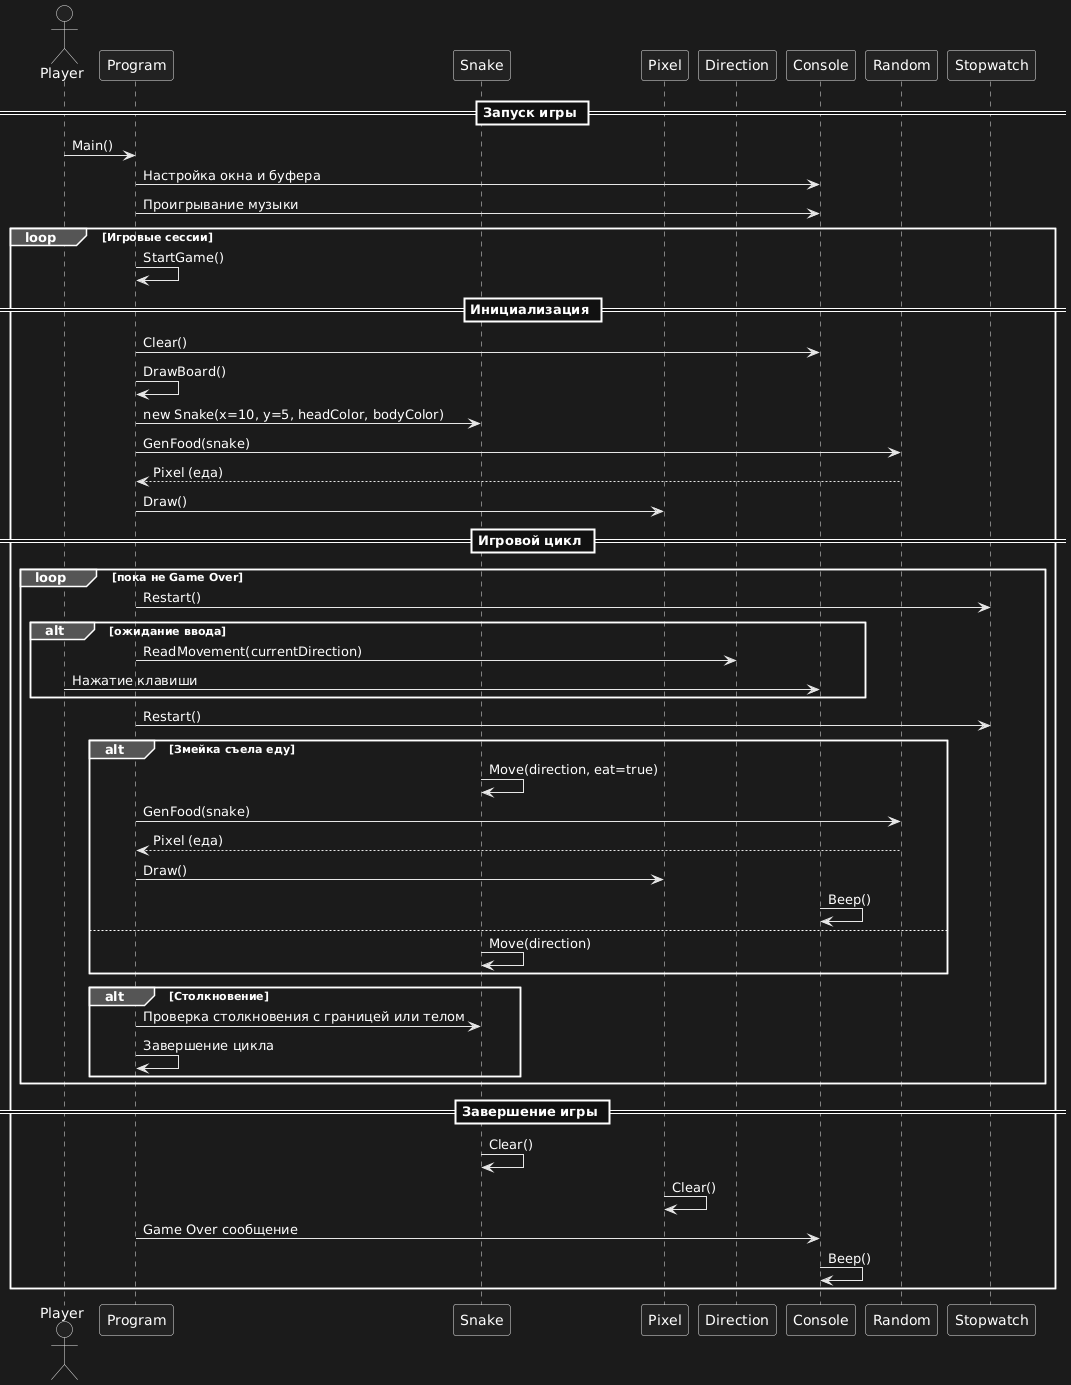 Player
Program
Snake
Pixel
Direction
Console
Random
Stopwatch
Запуск игры
Main()
Настройка окна и буфера
Проигрывание музыки
loop [Игровые сессии]
StartGame()
Инициализация
Clear()
DrawBoard()
new Snake(x=10, y=5, headColor, bodyColor)
GenFood(snake)
Pixel (еда)
Draw()
Игровой цикл
loop [пока не Game Over]
Restart()
alt [ожидание ввода]
ReadMovement(currentDirection)
Нажатие клавиши
Restart()
alt [Змейка съела еду]
Move(direction, eat=true)
GenFood(snake)
Pixel (еда)
Draw()
Beep()
Move(direction)
alt [Столкновение]
Проверка столкновения с границей или телом
Завершение цикла
Завершение игры
Clear()
Clear()
Game Over сообщение
Beep()
Player
Program
Snake
Pixel
Direction
Console
Random
Stopwatch